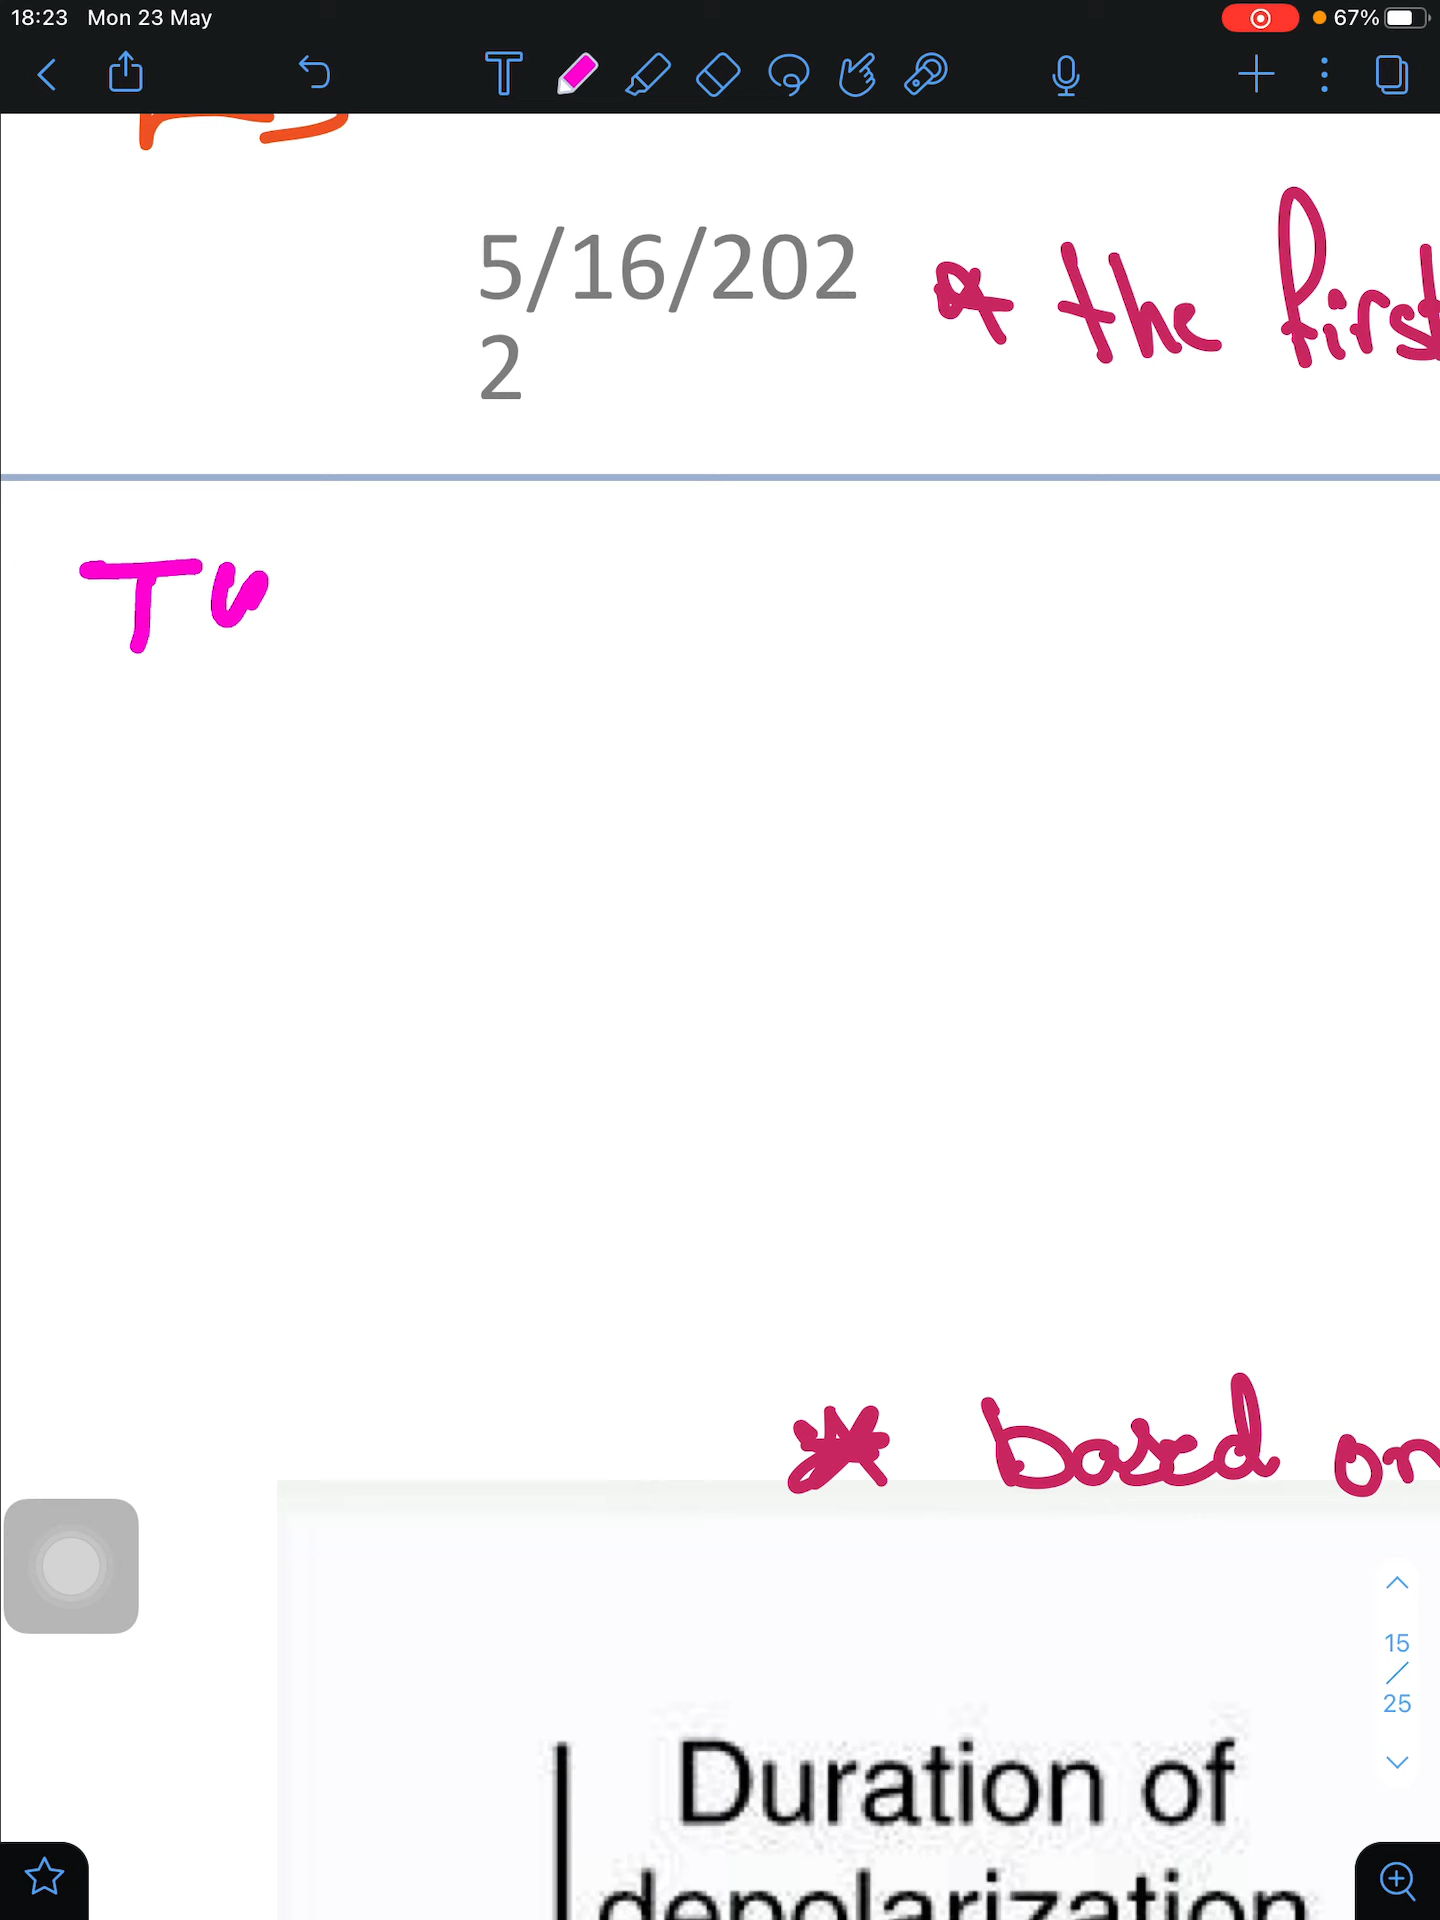 18:23 Mon 23 May
67%
5/16/202
2
* the first
Tu
* based on
15
/
25
Duration of
depolarization